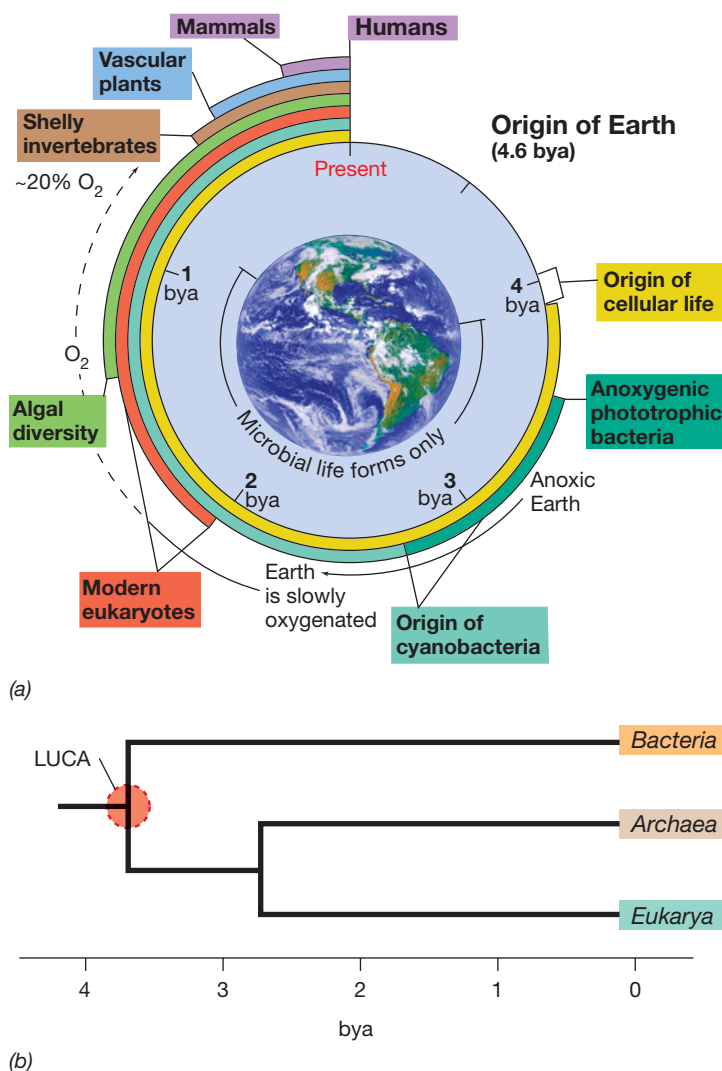 Mammals
Humans
Vascular
plants
Shelly
invertebrates
~20% O₂
Origin of Earth
(4.6 bya)
Present
1
bya
4
bya
Origin of
cellular life
O₂
Algal
diversity
Anoxygenic
phototrophic
bacteria
Microbial life forms only
2
bya
3
bya
Anoxic
Earth
Modern
eukaryotes
Earth
is slowly
oxygenated
Origin of
cyanobacteria
(a)
LUCA
Bacteria
Archaea
Eukarya
4 3 2 1 0
bya
(b)